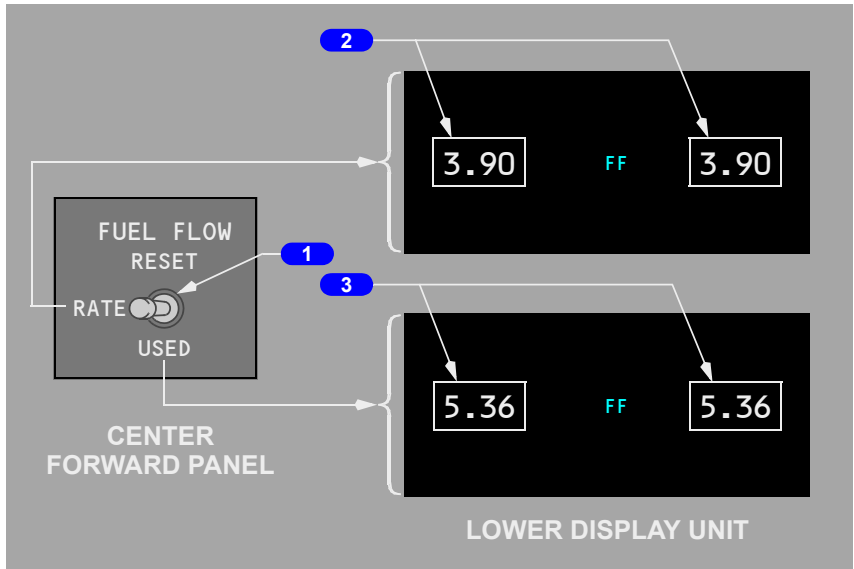 2
3.90 FF 3.90
FUEL FLOW
RESET
1
RATE
USED
3
5.36 FF 5.36
CENTER
FORWARD PANEL
LOWER DISPLAY UNIT